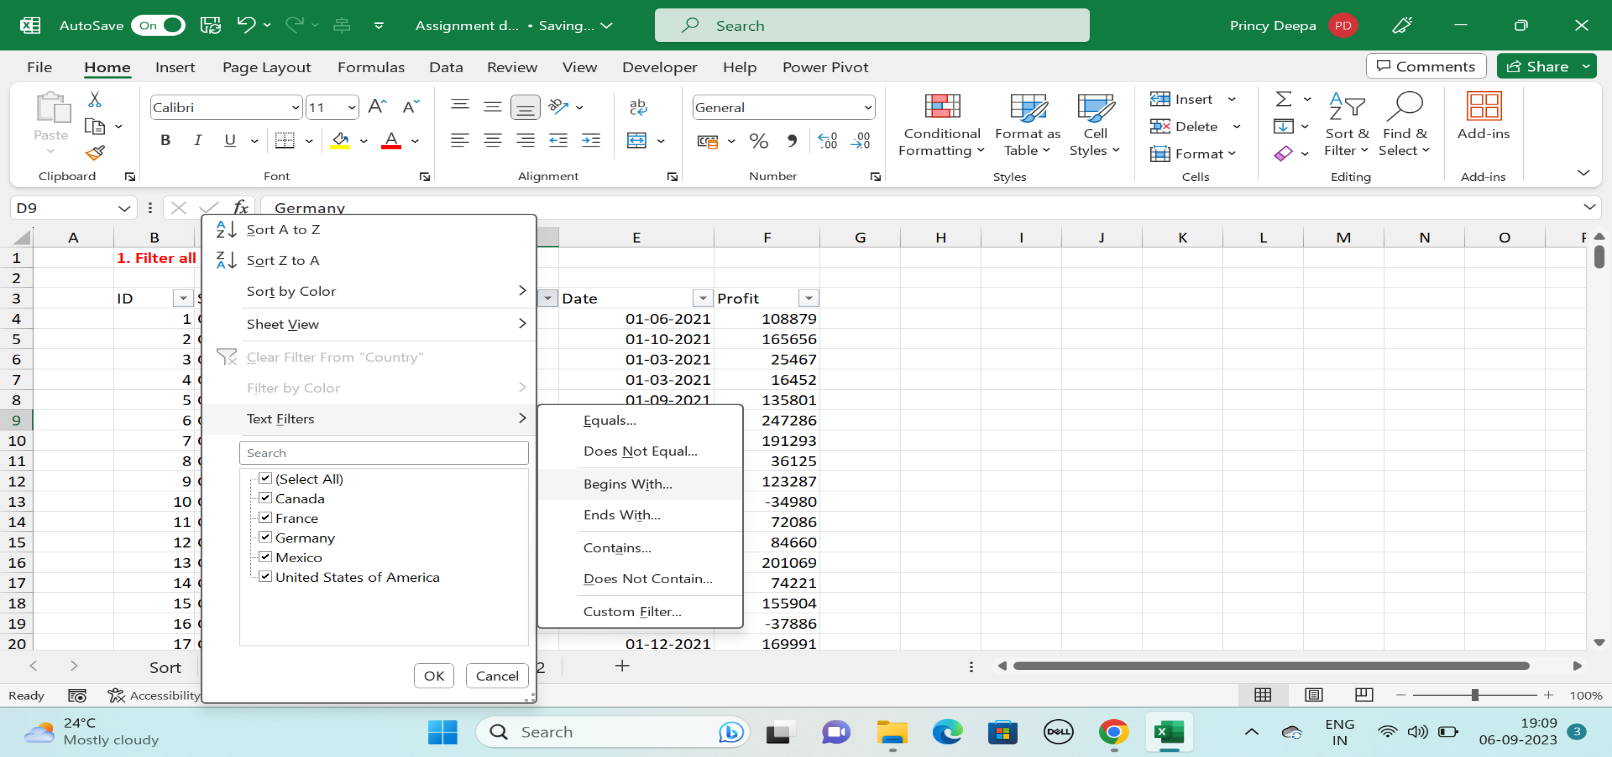 AutoSave On Assignment d... • Saving... Search Princy Deepa PD
File Home Insert Page Layout Formulas Data Review View Developer Help Power Pivot Comments Share
Paste Calibri 11 General Insert
B I U Delete
Conditional Formatting Format as Table Cell Styles Format Sort & Filter Find & Select Add-ins
Clipboard Font Alignment Number Styles Cells Editing Add-ins
D9 fx Germany
A B E F G H I J K L M N O
1 1. Filter all
2
3 ID Date Profit
4 1 01-06-2021 108879
5 2 01-10-2021 165656
6 3 01-03-2021 25467
7 4 01-03-2021 16452
8 5 01-09-2021 135801
9 6 247286
10 7 191293
11 8 36125
12 9 123287
13 10 -34980
14 11 72086
15 12 84660
16 13 201069
17 14 74221
18 15 155904
19 16 -37886
20 17 01-12-2021 169991
Sort A to Z
Sort Z to A
Sort by Color
Sheet View
Clear Filter From "Country"
Filter by Color
Text Filters
Search
(Select All)
Canada
France
Germany
Mexico
United States of America
OK Cancel
Equals...
Does Not Equal...
Begins With...
Ends With...
Contains...
Does Not Contain...
Custom Filter...
Sort 2
Ready Accessibility 100%
24°C
Mostly cloudy
Search
DELL
ENG
IN
19:09
06-09-2023
3